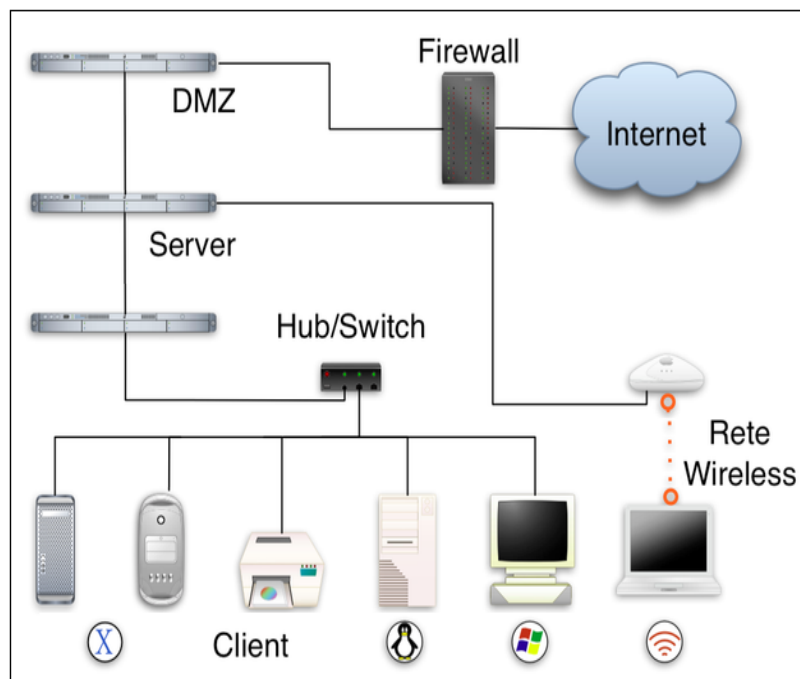 Firewall
DMZ
Internet
Server
Hub/Switch
Rete
Wireless
Client
X